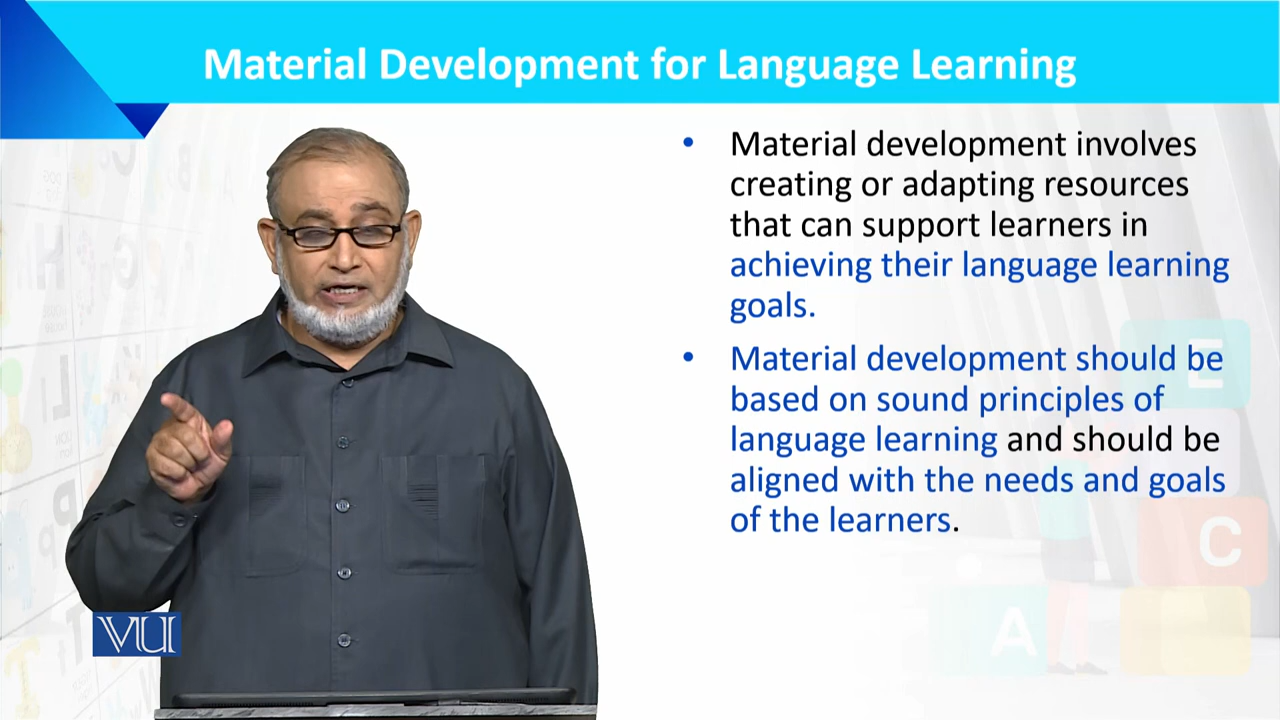 Material Development for Language Learning
• Material development involves
creating or adapting resources
that can support learners in
achieving their language learning
goals.
• Material development should be
based on sound principles of
language learning and should be
aligned with the needs and goals
of the learners.
VU
E
C
A